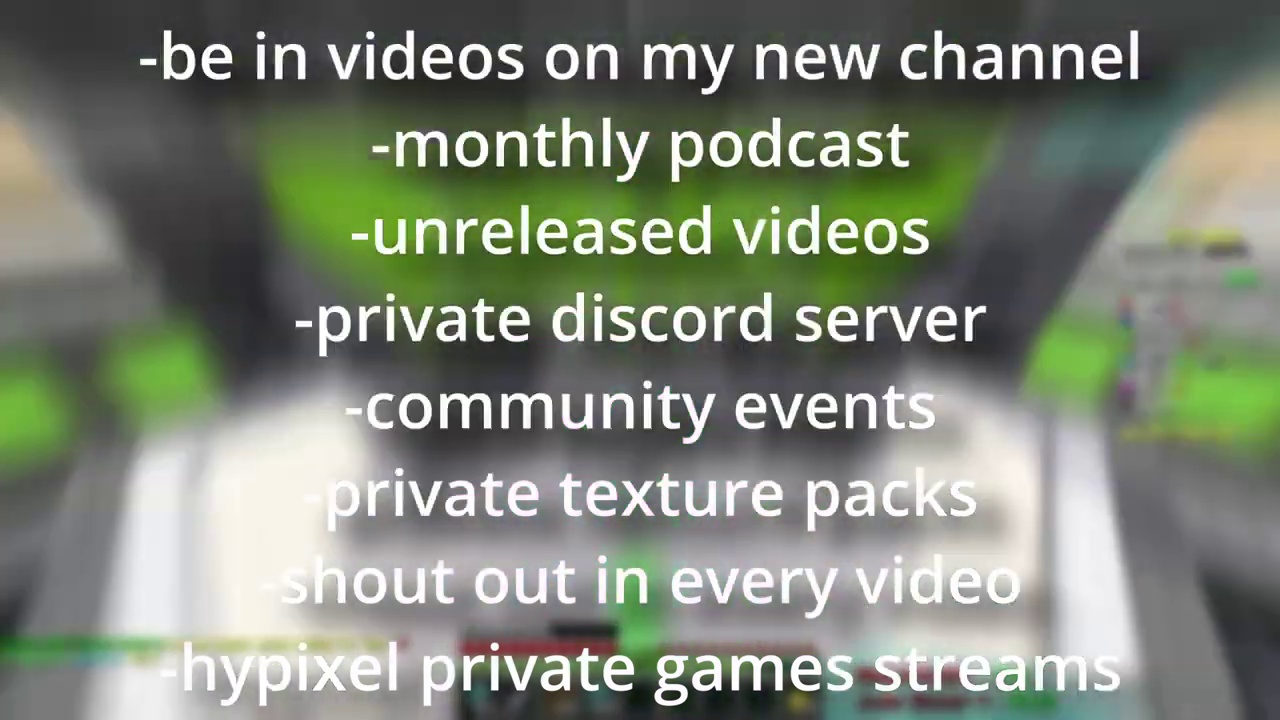 -be in videos on my new channel
-monthly podcast
-unreleased videos
-private discord server
-community events
-private texture packs
-shout out in every video
-hypixel private games streams